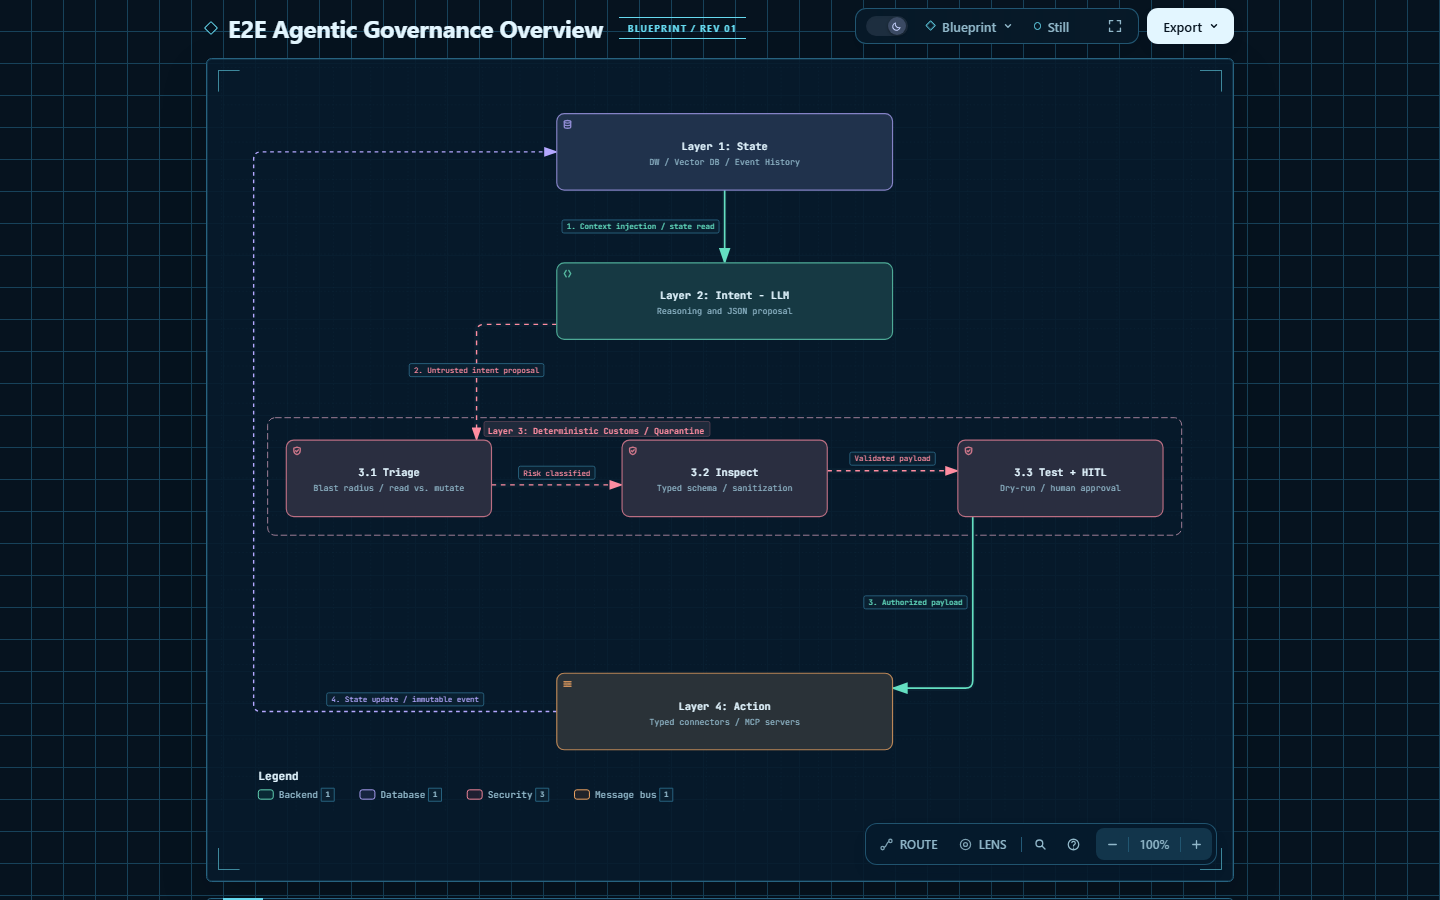 E2E Agentic Governance Overview
BLUEPRINT / REV 01
Blueprint
Still
Export
Layer 1: State
DW / Vector DB / Event History
1. Context injection / state read
Layer 2: Intent - LLM
Reasoning and JSON proposal
2. Untrusted intent proposal
Layer 3: Deterministic Customs / Quarantine
3.1 Triage
Blast radius / read vs. mutate
Risk classified
3.2 Inspect
Typed schema / sanitization
Validated payload
3.3 Test + HITL
Dry-run / human approval
3. Authorized payload
4. State update / immutable event
Layer 4: Action
Typed connectors / MCP servers
Legend
Backend 1
Database 1
Security 3
Message bus 1
ROUTE
LENS
100%